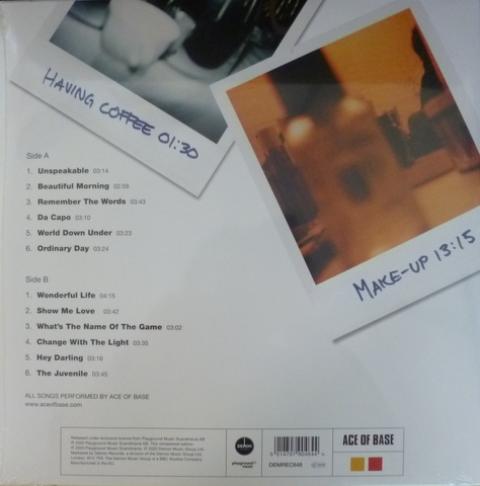 HAVING COFFEE 01:30
MAKE-UP 13:15
Side A
1. Unspeakable 03:14
2. Beautiful Morning 02:59
3. Remember The Words 03:43
4. Da Capo 03:10
5. World Down Under 03:23
6. Ordinary Day 03:24
Side B
1. Wonderful Life 04:15
2. Show Me Love 03:42
3. What's The Name Of The Game 03:02
4. Change With The Light 03:35
5. Hey Darling 03:16
6. The Juvenile 03:45
ALL SONGS PERFORMED BY ACE OF BASE
www.aceofbase.com
DEMREC646
ACE OF BASE